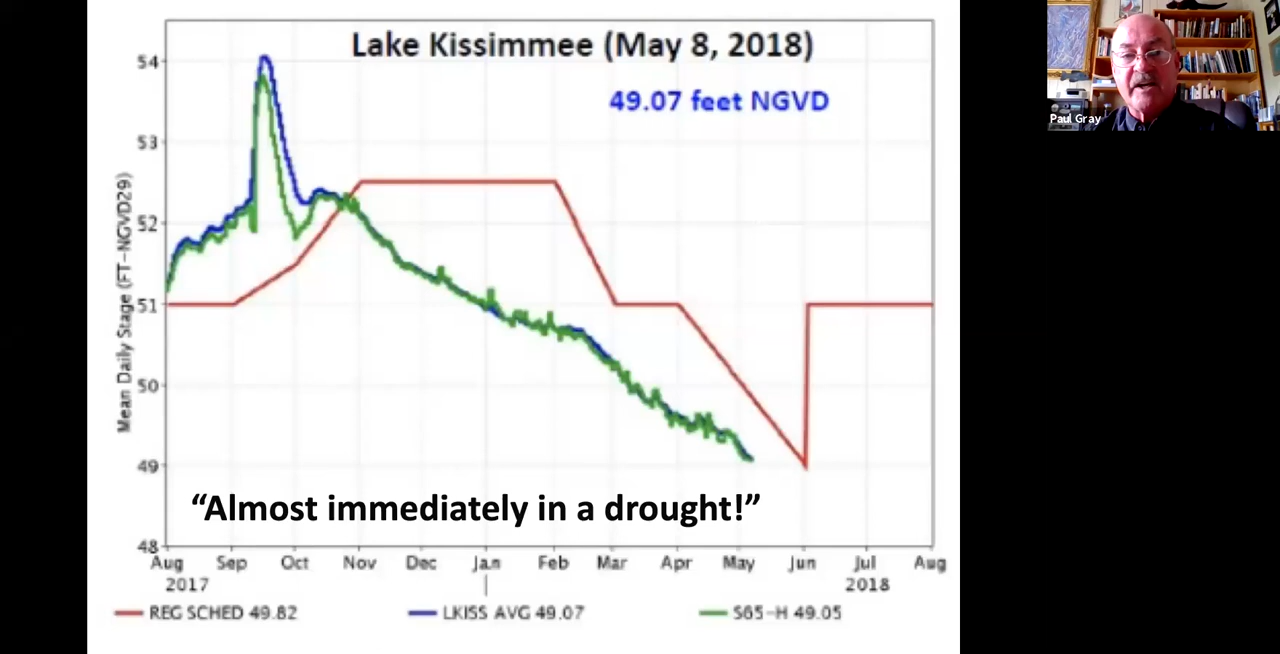 Lake Kissimmee (May 8, 2018)
49.07 feet NGVD
Paul Gray
Mean Daily Stage (FT-NGVD29)
54
53
52
51
50
49
48
“Almost immediately in a drought!”
Aug Sep Oct Nov Dec Jan Feb Mar Apr May Jun Jul Aug
2017 2018
REG SCHED 49.82 LKISS AVG 49.07 S65-H 49.05